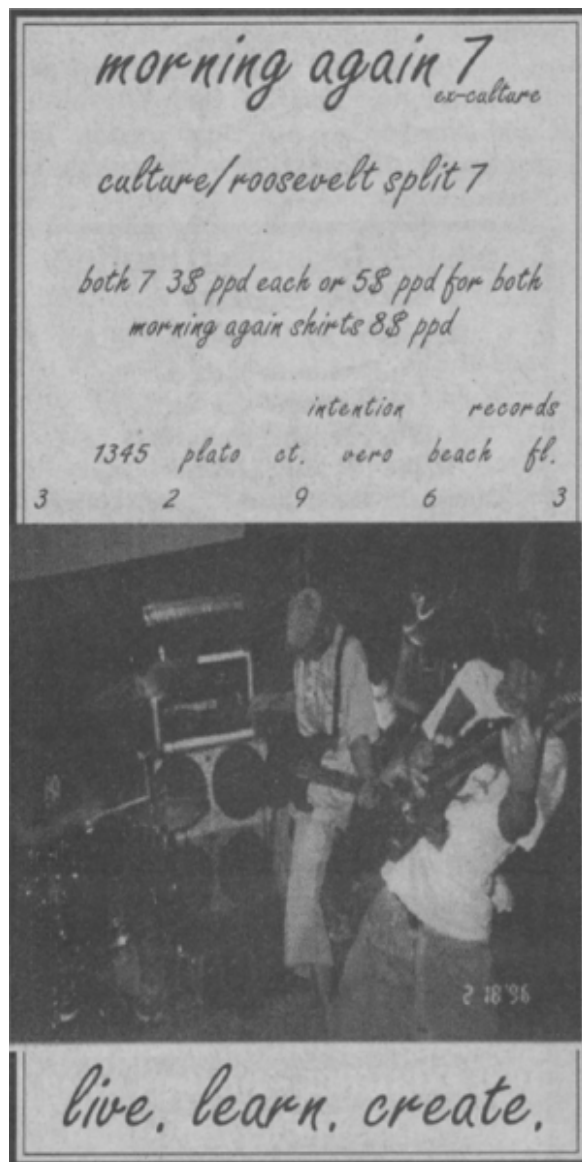 morning again 7
ex-culture
culture/roosevelt split 7
both 7 3$ ppd each or 5$ ppd for both
morning again shirts 8$ ppd
intention records
1345 plato ct. vero beach fl.
3 2 9 6 3
2 18 '96
live. learn. create.